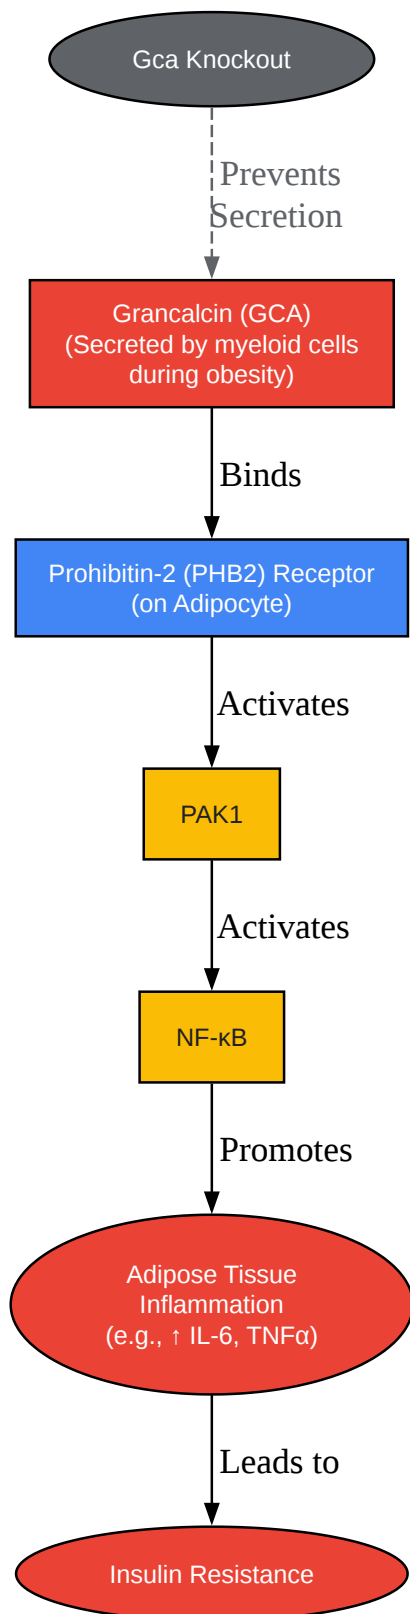 Gca Knockout
Prevents
Secretion
Grancalcin (GCA)
(Secreted by myeloid cells
during obesity)
Binds
Prohibitin-2 (PHB2) Receptor
(on Adipocyte)
Activates
PAK1
Activates
NF-κB
Promotes
Adipose Tissue
Inflammation
(e.g., ↑ IL-6, TNFα)
Leads to
Insulin Resistance